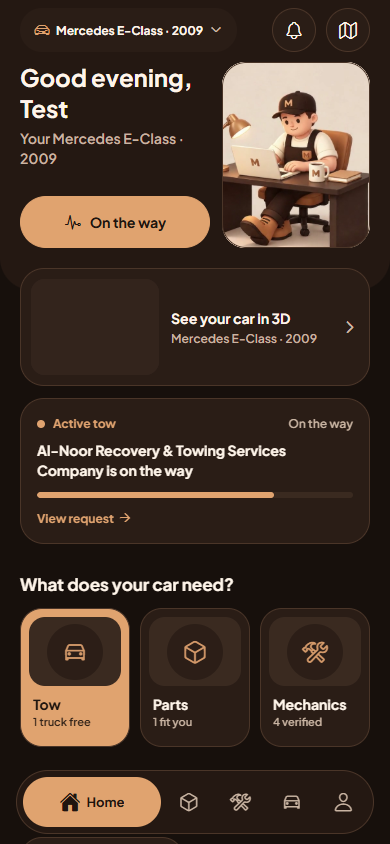 Mercedes E-Class · 2009
Good evening,
Test
Your Mercedes E-Class ·
2009
On the way
M
M
M
See your car in 3D
Mercedes E-Class · 2009
Active tow
On the way
Al-Noor Recovery & Towing Services
Company is on the way
View request
What does your car need?
Tow
1 truck free
Parts
1 fit you
Mechanics
4 verified
Home